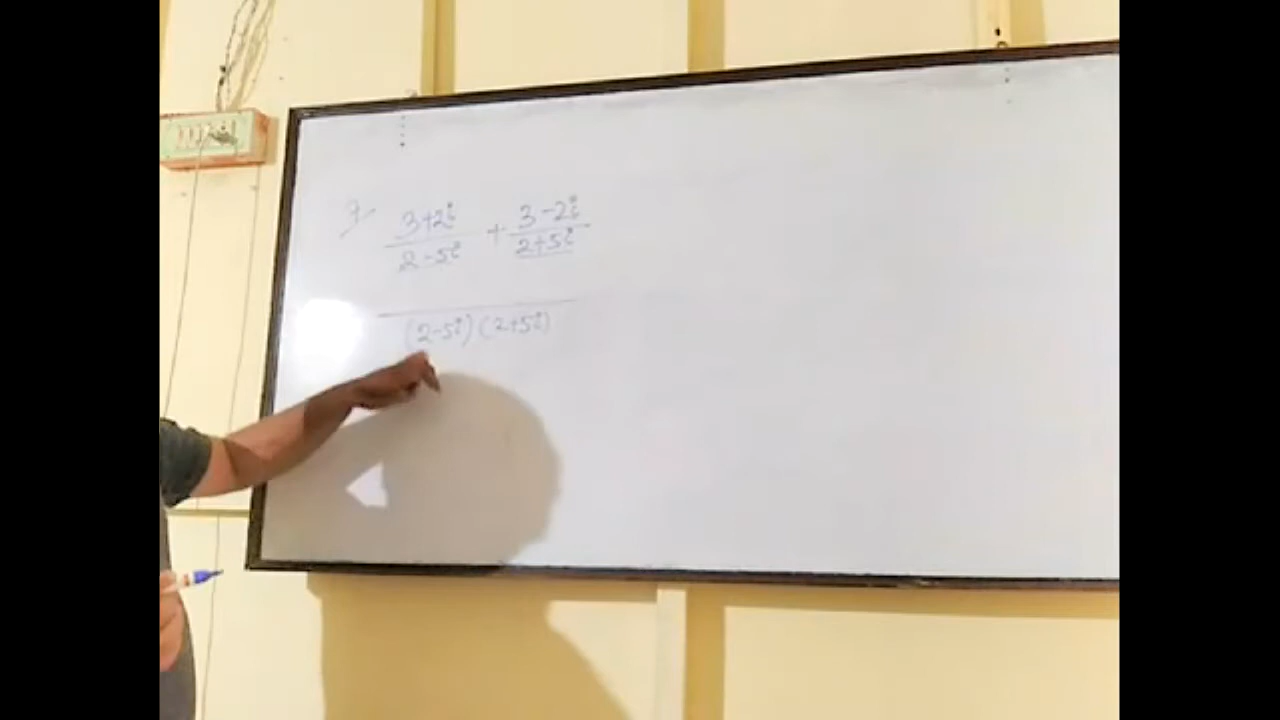 3+2i / 2-5i + 3-2i / 2+5i
(2-5i) (2+5i)